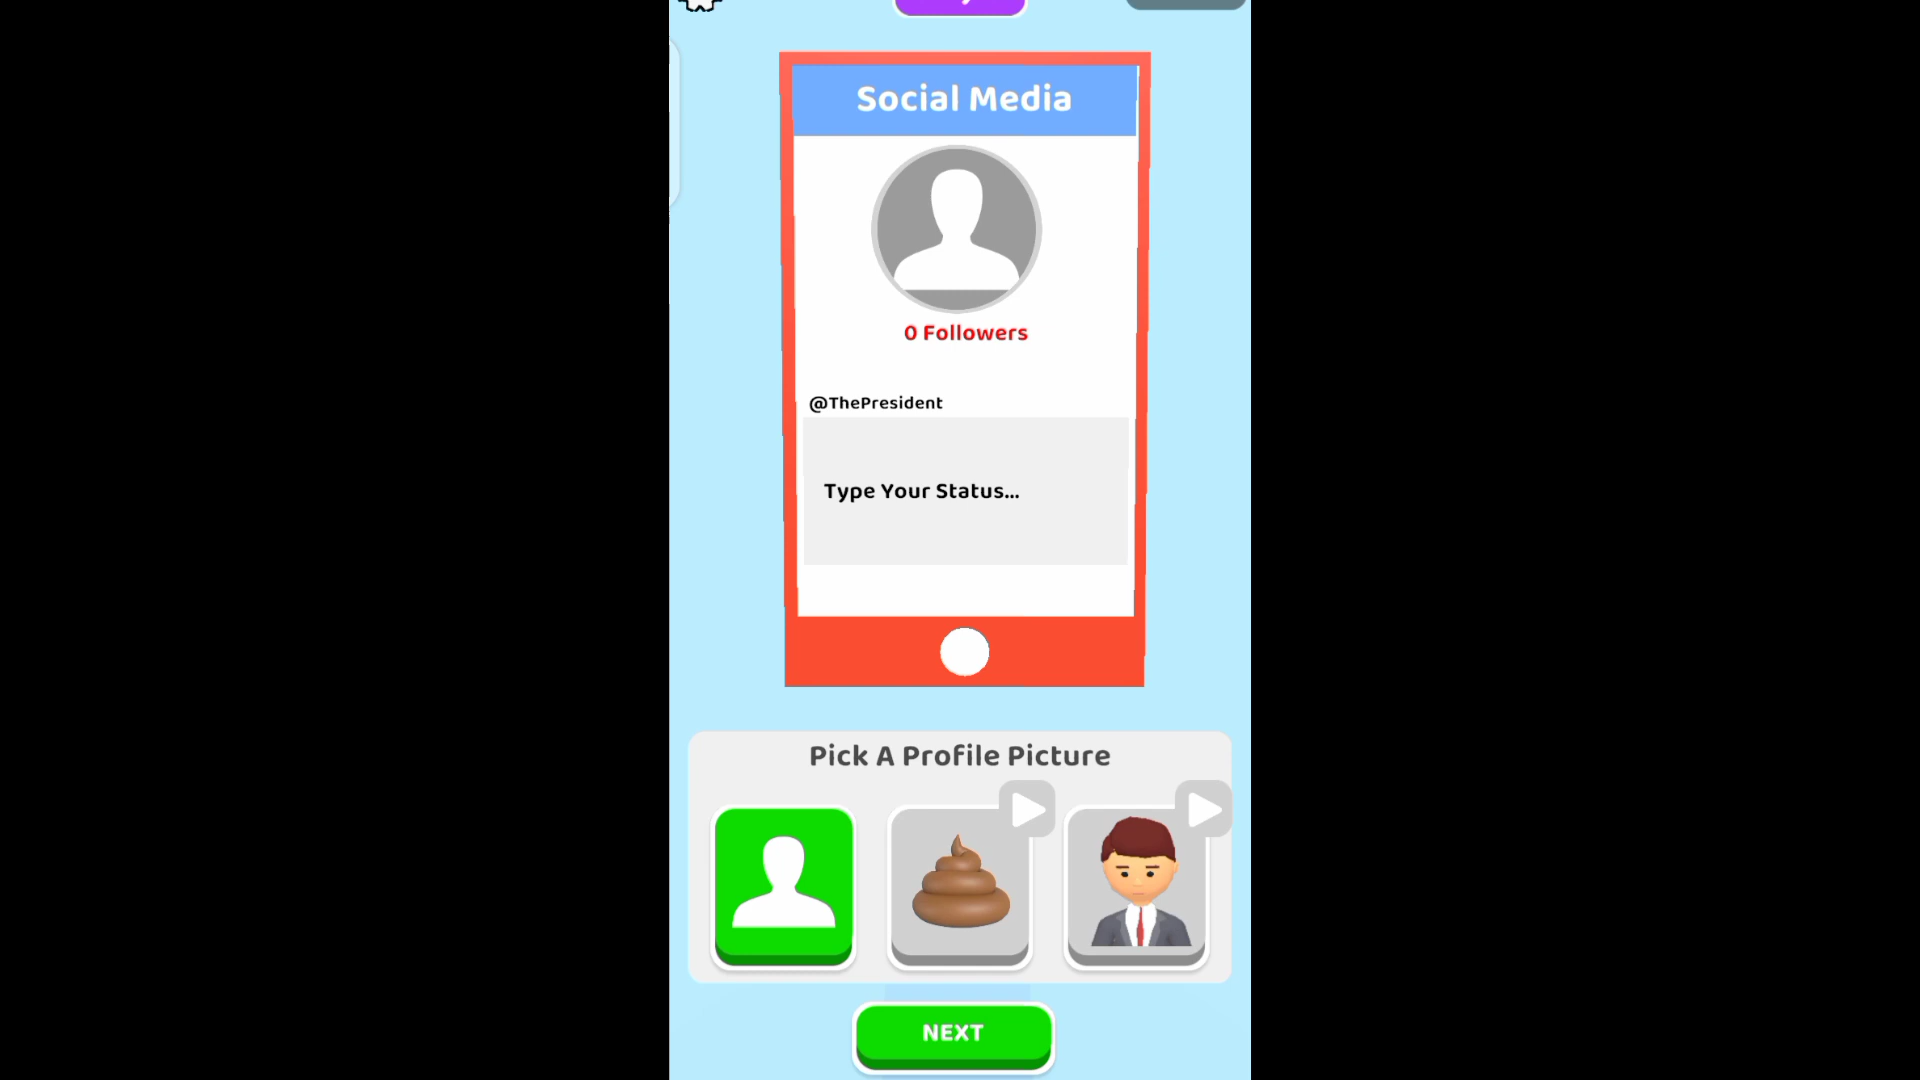 Social Media
0 Followers
@ThePresident
Type Your Status...
Pick A Profile Picture
NEXT